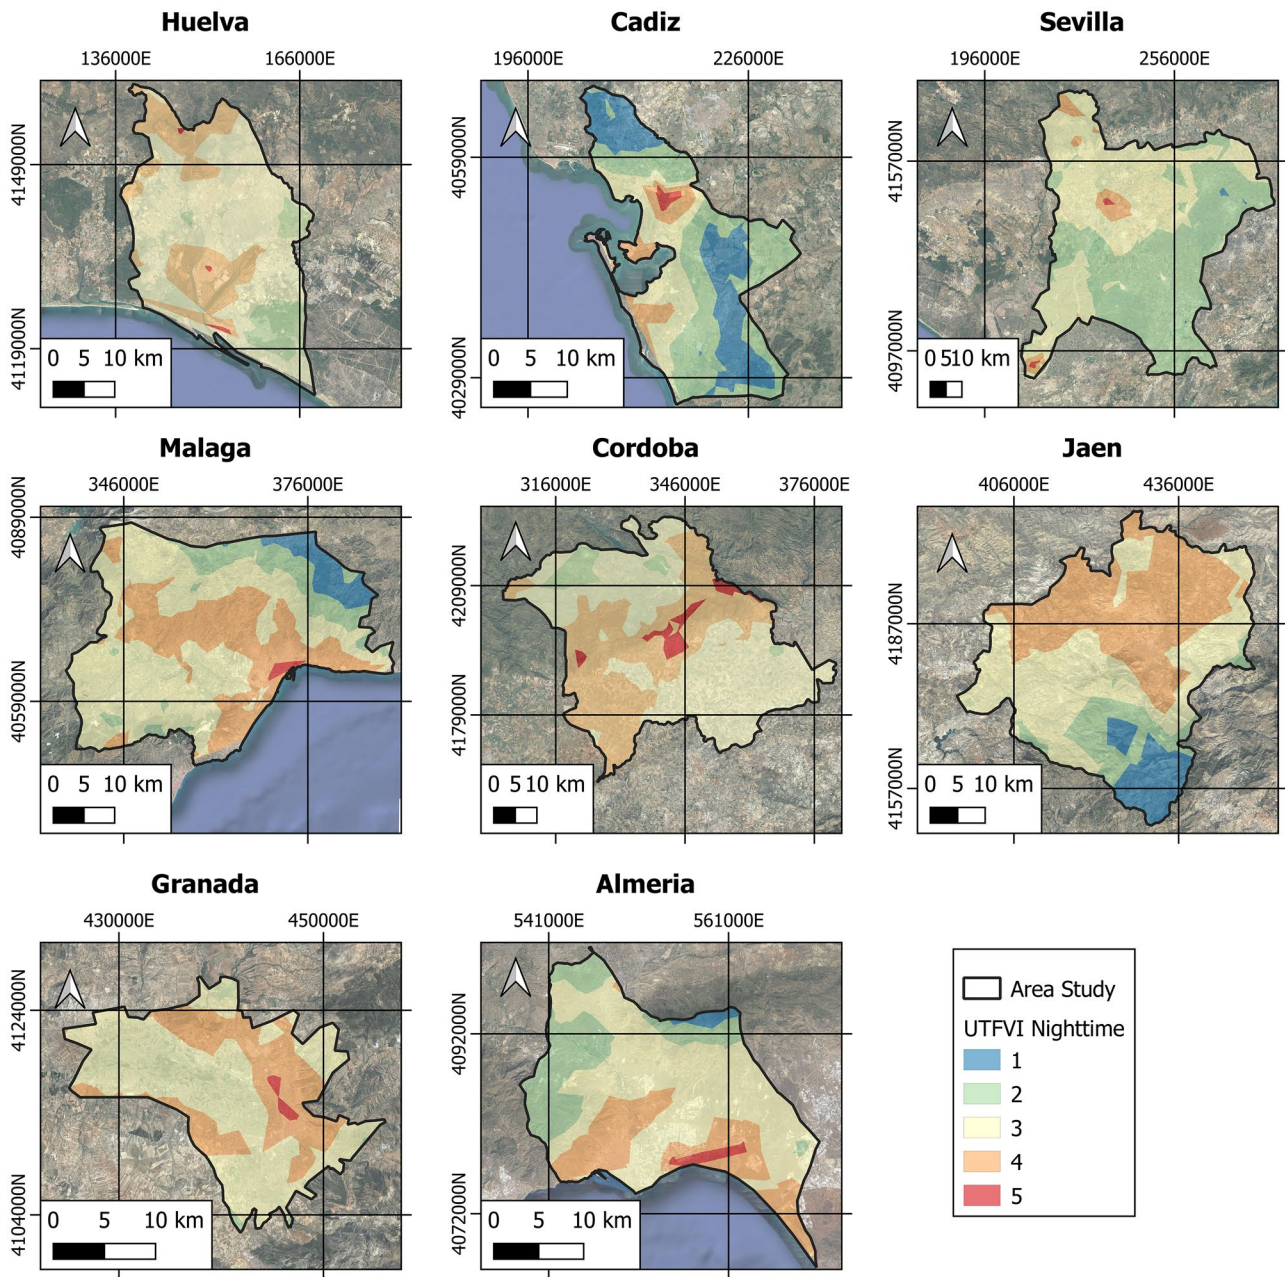 Huelva
136000E 166000E
4149000N
4119000N
0 5 10 km
Cadiz
196000E 226000E
4059000N
4029000N
0 5 10 km
Sevilla
196000E 256000E
4157000N
4097000N
0 510 km
Malaga
346000E 376000E
4089000N
4059000N
0 5 10 km
Cordoba
316000E 346000E 376000E
4209000N
4179000N
0 5 10 km
Jaen
406000E 436000E
4187000N
4157000N
0 5 10 km
Granada
430000E 450000E
4124000N
4104000N
0 5 10 km
Almeria
541000E 561000E
4092000N
4072000N
0 5 10 km
Area Study
UTFVI Nighttime
1
2
3
4
5